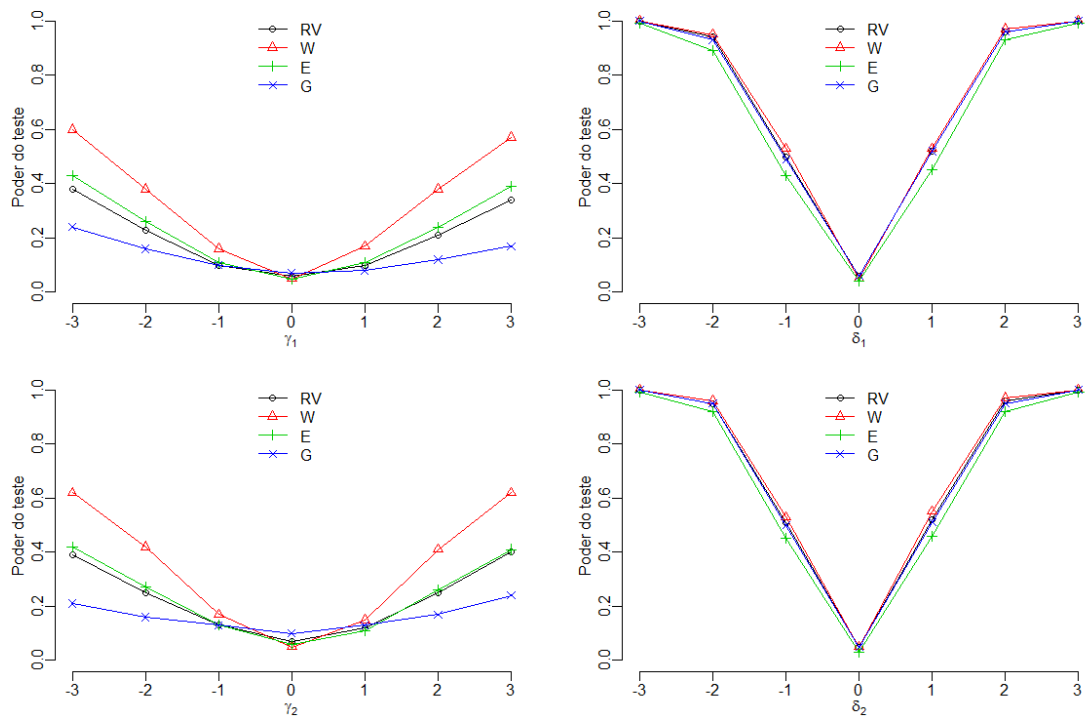 Poder do teste
1.0
0.8
0.6
0.4
0.2
0.0
RV
W
E
G
-3 -2 -1 0 1 2 3
γ1
Poder do teste
1.0
0.8
0.6
0.4
0.2
0.0
RV
W
E
G
-3 -2 -1 0 1 2 3
δ1
Poder do teste
1.0
0.8
0.6
0.4
0.2
0.0
RV
W
E
G
-3 -2 -1 0 1 2 3
γ2
Poder do teste
1.0
0.8
0.6
0.4
0.2
0.0
RV
W
E
G
-3 -2 -1 0 1 2 3
δ2